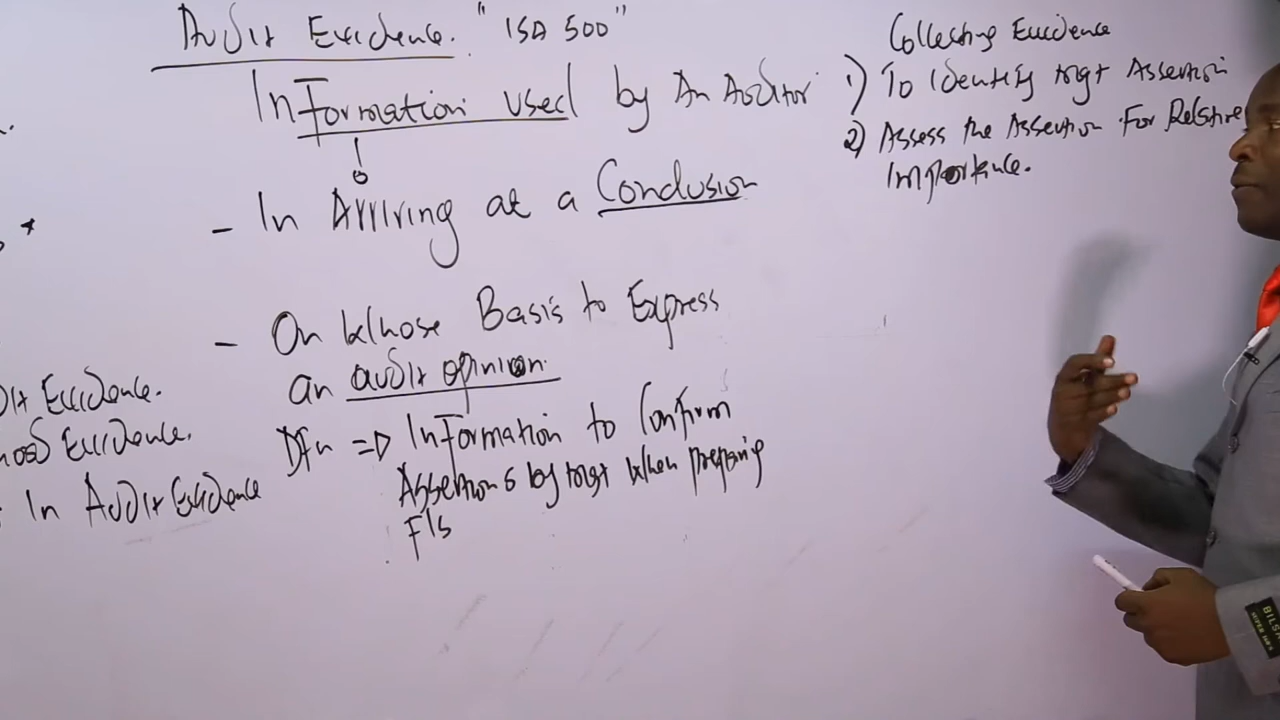 Audit Evidence. "ISA 500"
Information used by An Auditor
- In Arriving at a Conclusion
- On whose Basis to Express
an audit opinion.
Dfn => Information to Confirm
Assertions by mgt when preparing
F/s
Collecting Evidence
1) To Identify mgt Assertion
2) Assess the Assertion For Relative
Importance.
Evidence.
Evidence.
In Audit Evidence
BILS